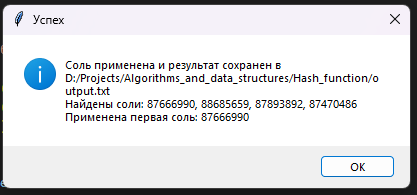 Успех
Соль применена и результат сохранен в
D:/Projects/Algorithms_and_data_structures/Hash_function/o
utput.txt
Найдены соли: 87666990, 88685659, 87893892, 87470486
Применена первая соль: 87666990
OK